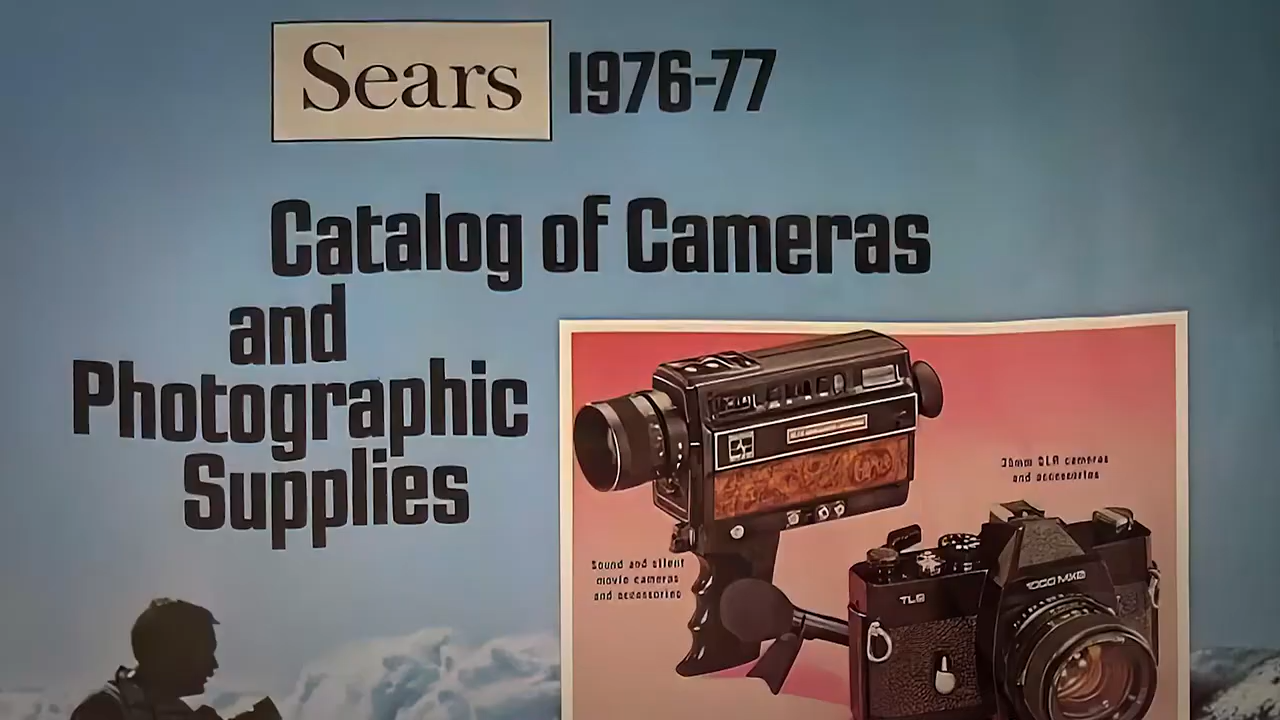 Sears 1976-77
Catalog of Cameras
and
Photographic
Supplies
35mm SLR cameras
and accessories
Sound and silent
movie cameras
and accessories
TLS
1000 MXB